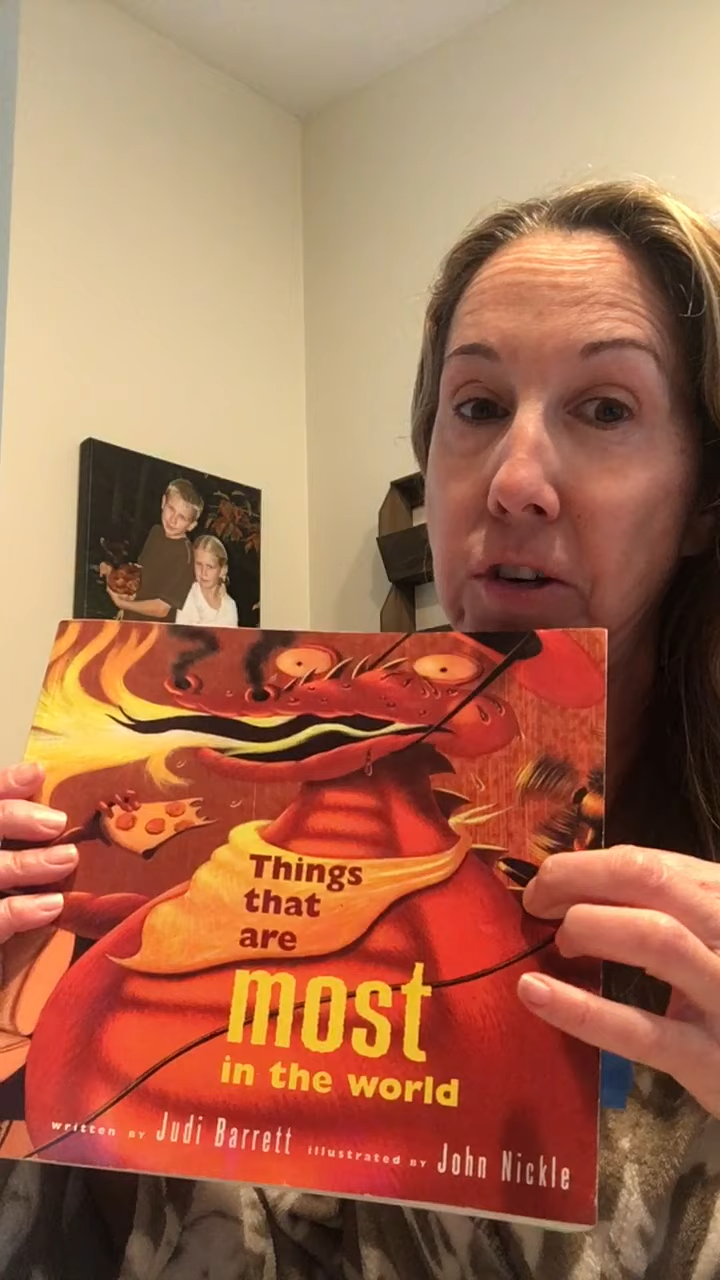 Things
that
are
most
in the world
written BY Judi Barrett illustrated BY John Nickle